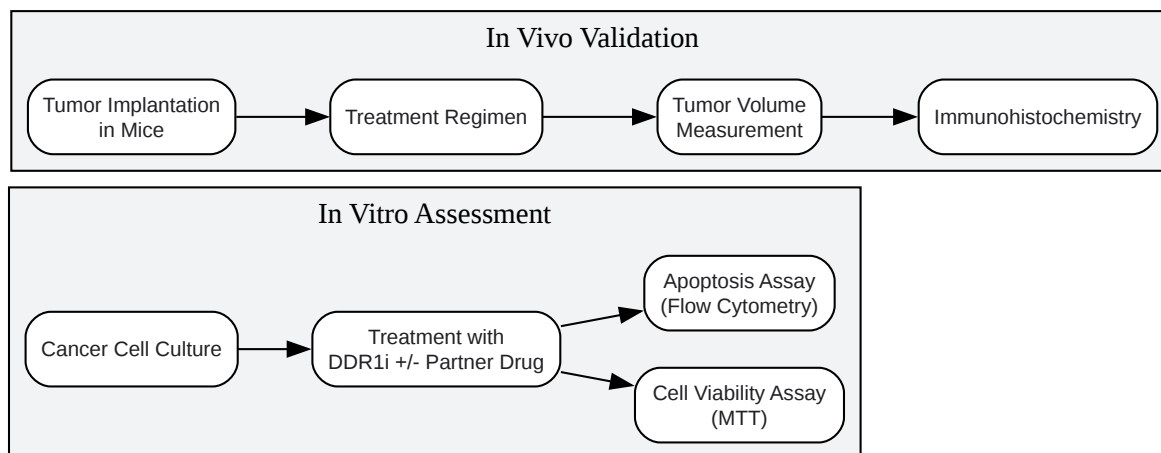 In Vivo Validation
Tumor Implantation
in Mice
Treatment Regimen
Tumor Volume
Measurement
Immunohistochemistry
In Vitro Assessment
Cancer Cell Culture
Treatment with
DDR1i +/- Partner Drug
Apoptosis Assay
(Flow Cytometry)
Cell Viability Assay
(MTT)